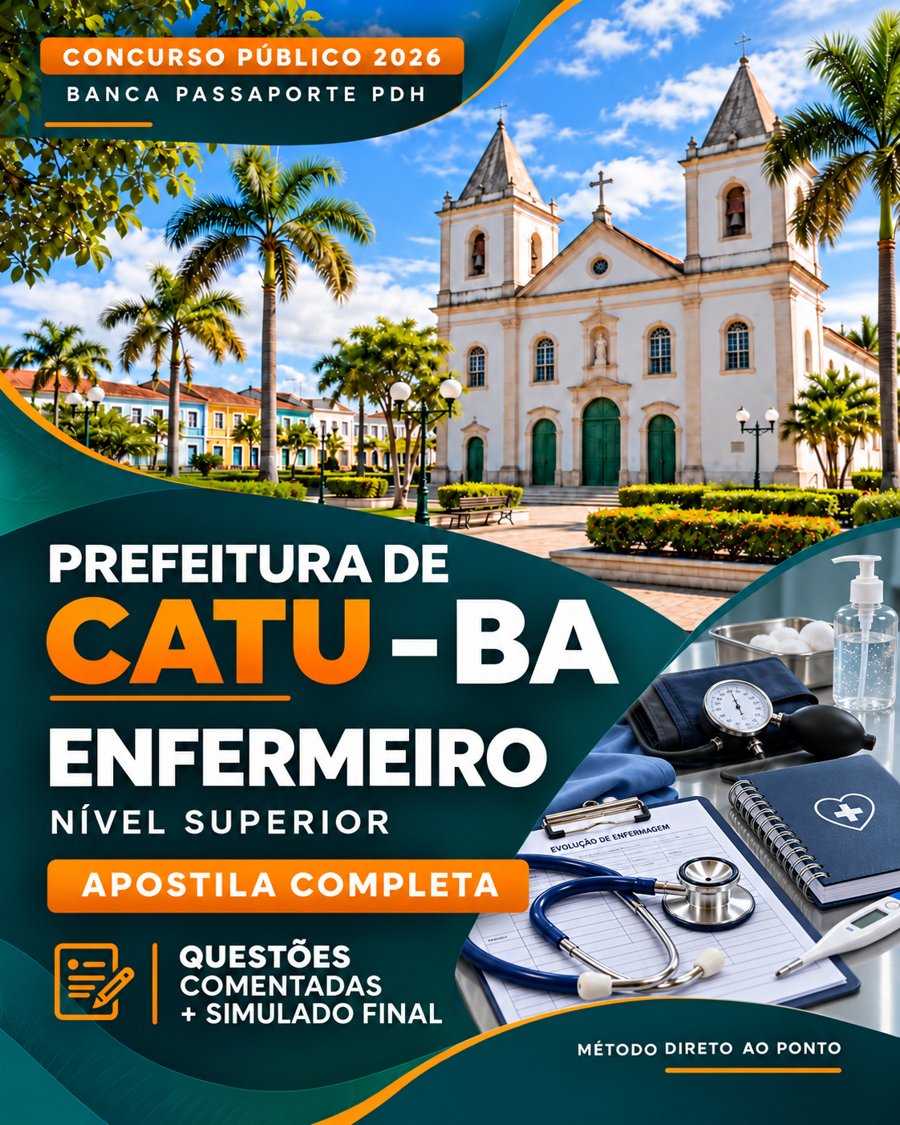 CONCURSO PÚBLICO 2026
BANCA PASSAPORTE PDH
PREFEITURA DE
CATU - BA
ENFERMEIRO
NÍVEL SUPERIOR
EVOLUÇÃO DE ENFERMAGEM
APOSTILA COMPLETA
QUESTÕES
COMENTADAS
+ SIMULADO FINAL
MÉTODO DIRETO AO PONTO